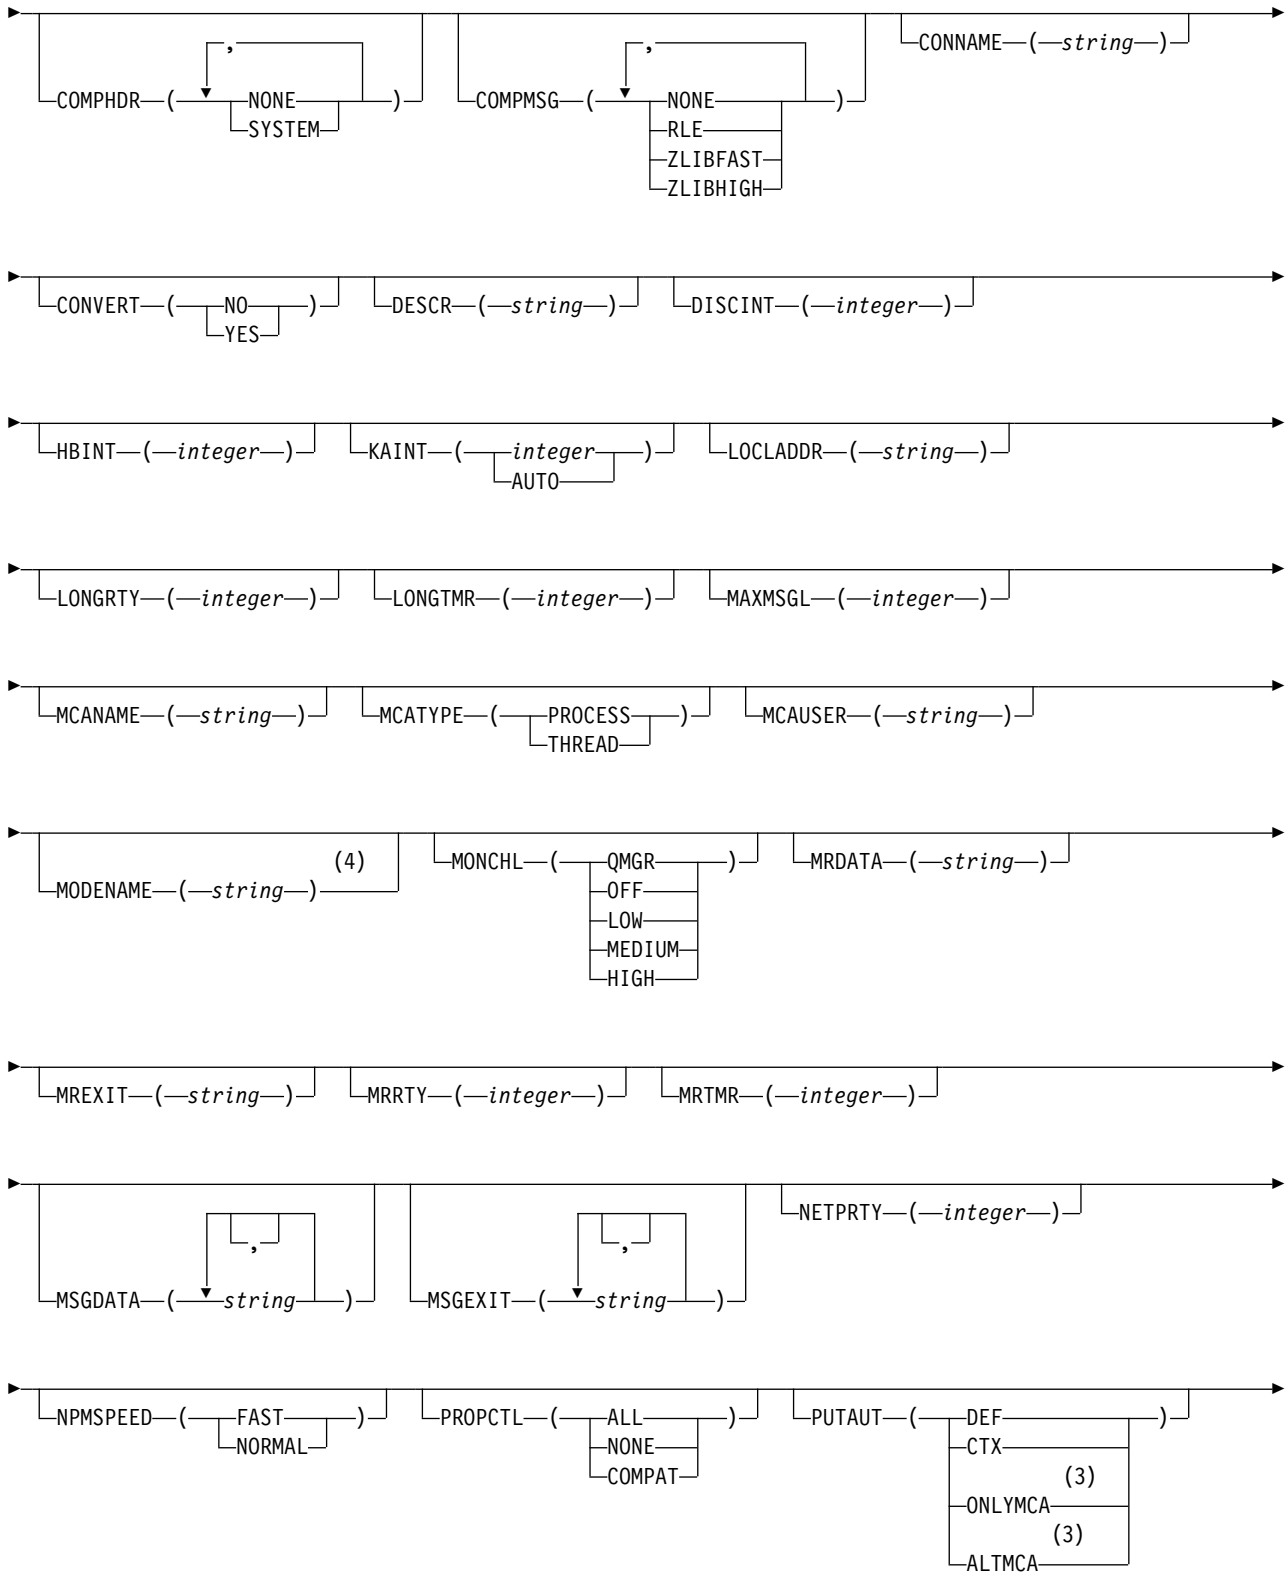 , , CONNAME ( string )
COMPHDR ( NONE ) COMPMSG ( NONE )
SYSTEM RLE
ZLIBFAST
ZLIBHIGH
CONVERT ( NO ) DESCR ( string ) DISCINT ( integer )
YES
HBINT ( integer ) KAINT ( integer ) LOCLADDR ( string )
AUTO
LONGRTY ( integer ) LONGTMR ( integer ) MAXMSGL ( integer )
MCANAME ( string ) MCATYPE ( PROCESS ) MCAUSER ( string )
THREAD
(4) MONCHL ( QMGR ) MRDATA ( string )
MODENAME ( string ) OFF
LOW
MEDIUM
HIGH
MREXIT ( string ) MRRTY ( integer ) MRTMR ( integer )
, , NETPRTY ( integer )
MSGDATA ( string ) MSGEXIT ( string )
NPMSPEED ( FAST ) PROPCTL ( ALL ) PUTAUT ( DEF )
NORMAL NONE CTX
COMPAT (3)
ONLYMCA
(3)
ALTMCA